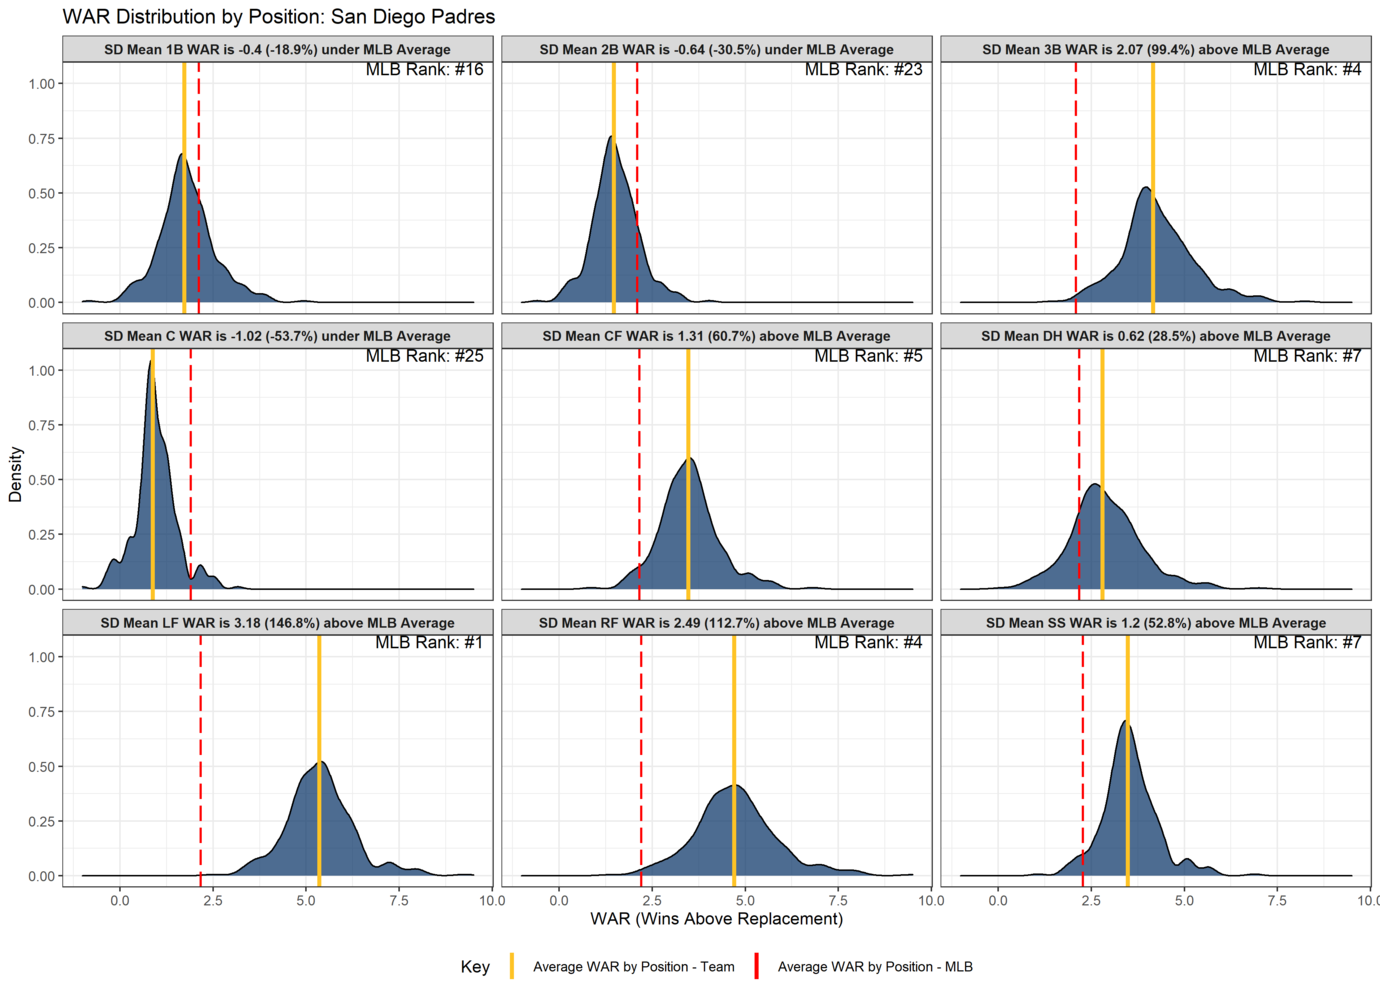 WAR Distribution by Position: San Diego Padres
SD Mean 1B WAR is -0.4 (-18.9%) under MLB Average
SD Mean 2B WAR is -0.64 (-30.5%) under MLB Average
SD Mean 3B WAR is 2.07 (99.4%) above MLB Average
MLB Rank: #16
MLB Rank: #23
MLB Rank: #4
1.00
0.75
0.50
0.25
0.00
SD Mean C WAR is -1.02 (-53.7%) under MLB Average
SD Mean CF WAR is 1.31 (60.7%) above MLB Average
SD Mean DH WAR is 0.62 (28.5%) above MLB Average
MLB Rank: #25
MLB Rank: #5
MLB Rank: #7
1.00
0.75
0.50
0.25
0.00
Density
SD Mean LF WAR is 3.18 (146.8%) above MLB Average
SD Mean RF WAR is 2.49 (112.7%) above MLB Average
SD Mean SS WAR is 1.2 (52.8%) above MLB Average
MLB Rank: #1
MLB Rank: #4
MLB Rank: #7
1.00
0.75
0.50
0.25
0.00
0.0 2.5 5.0 7.5 10.0
0.0 2.5 5.0 7.5 10.0
0.0 2.5 5.0 7.5 10.0
WAR (Wins Above Replacement)
Key Average WAR by Position - Team Average WAR by Position - MLB